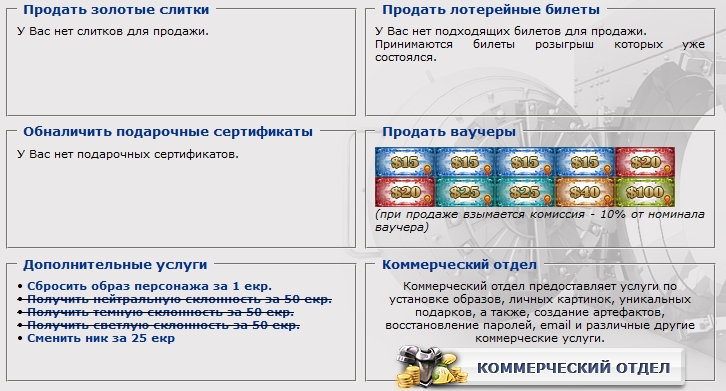 Продать золотые слитки
У Вас нет слитков для продажи.
Продать лотерейные билеты
У Вас нет подходящих билетов для продажи.
Принимаются билеты розыгрыш которых уже
состоялся.
Обналичить подарочные сертификаты
У Вас нет подарочных сертификатов.
Продать ваучеры
$15 $15 $15 $15 $20
$20 $25 $25 $40 $100
(при продаже взымается комиссия - 10% от номинала
ваучера)
Дополнительные услуги
• Сбросить образ персонажа за 1 екр.
• Получить нейтральную склонность за 50 екр.
• Получить темную склонность за 50 екр.
• Получить светлую склонность за 50 екр.
• Сменить ник за 25 екр
Коммерческий отдел
Коммерческий отдел предоставляет услуги по
установке образов, личных картинок, уникальных
подарков, а также, создание артефактов,
восстановление паролей, email и различные другие
коммерческие услуги.
КОММЕРЧЕСКИЙ ОТДЕЛ